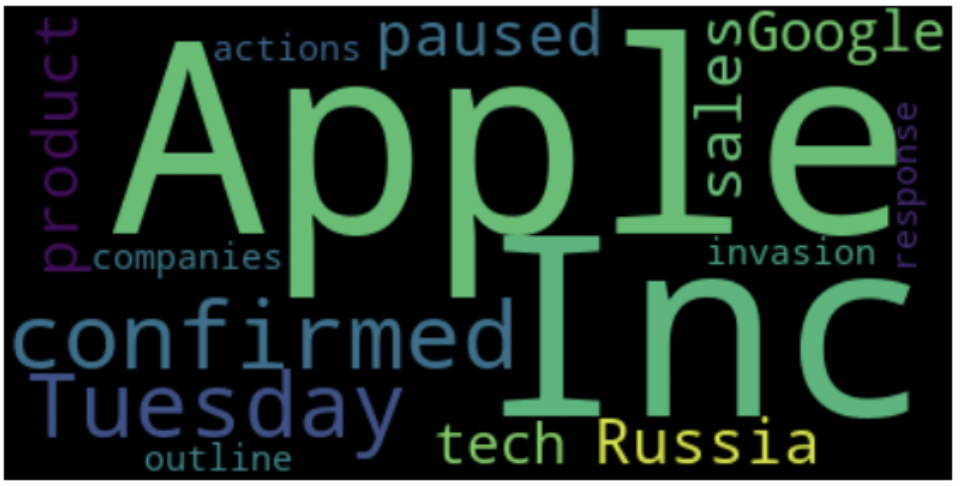 product
actions
paused
sales
Google
Apple
response
companies
invasion
confirmed
Inc
Tuesday
tech
Russia
outline